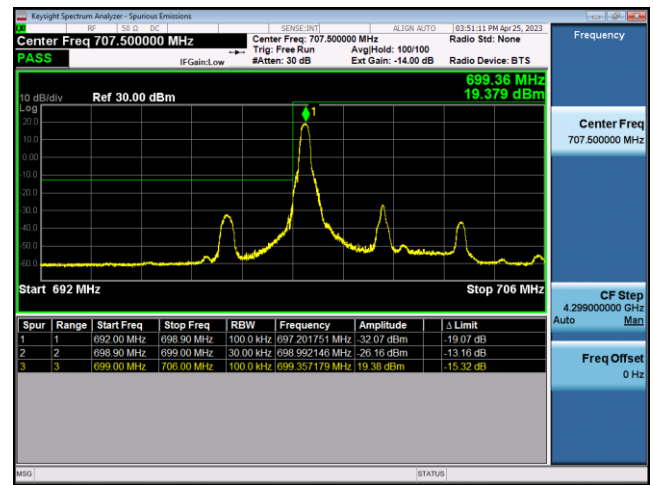 Keysight Spectrum Analyzer - Spurious Emissions
RF 50 Ω DC SENSE:INT ALIGN AUTO 03:51:11 PM Apr 25, 2023
Center Freq 707.500000 MHz
Center Freq: 707.500000 MHz Radio Std: None
Trig: Free Run Avg|Hold: 100/100
PASS IFGain:Low #Atten: 30 dB Ext Gain: -14.00 dB Radio Device: BTS
Frequency
699.36 MHz
19.379 dBm
10 dB/div Ref 30.00 dBm
Log
1
20.0
10.0
0.00
-10.0
-20.0
-30.0
-40.0
-50.0
-60.0
Start 692 MHz Stop 706 MHz
Spur Range Start Freq Stop Freq RBW Frequency Amplitude Δ Limit
1 1 692.00 MHz 698.90 MHz 100.0 kHz 697.201751 MHz -32.07 dBm -19.07 dB
2 2 698.90 MHz 699.00 MHz 30.00 kHz 698.992146 MHz -26.16 dBm -13.16 dB
3 3 699.00 MHz 706.00 MHz 100.0 kHz 699.357179 MHz 19.38 dBm -15.32 dB
Center Freq
707.500000 MHz
CF Step
4.299000000 GHz
Auto Man
Freq Offset
0 Hz
MSG STATUS